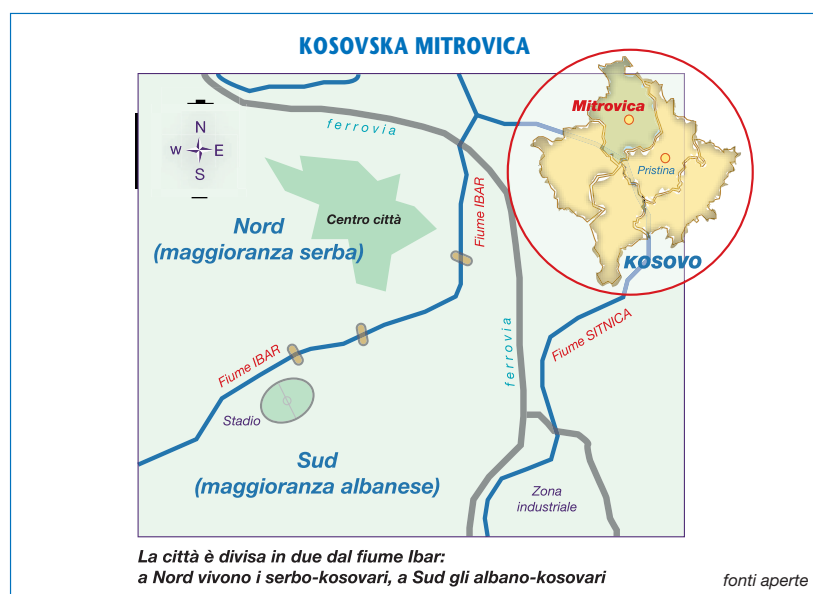 KOSOVSKA MITROVICA
ferrovia
N
W E
S
Mitrovica
Pristina
KOSOVO
Centro città
Nord
(maggioranza serba)
Fiume IBAR
Fiume IBAR
ferrovia
Fiume SITNICA
Stadio
Sud
(maggioranza albanese)
Zona
industriale
La città è divisa in due dal fiume Ibar:
a Nord vivono i serbo-kosovari, a Sud gli albano-kosovari
fonti aperte